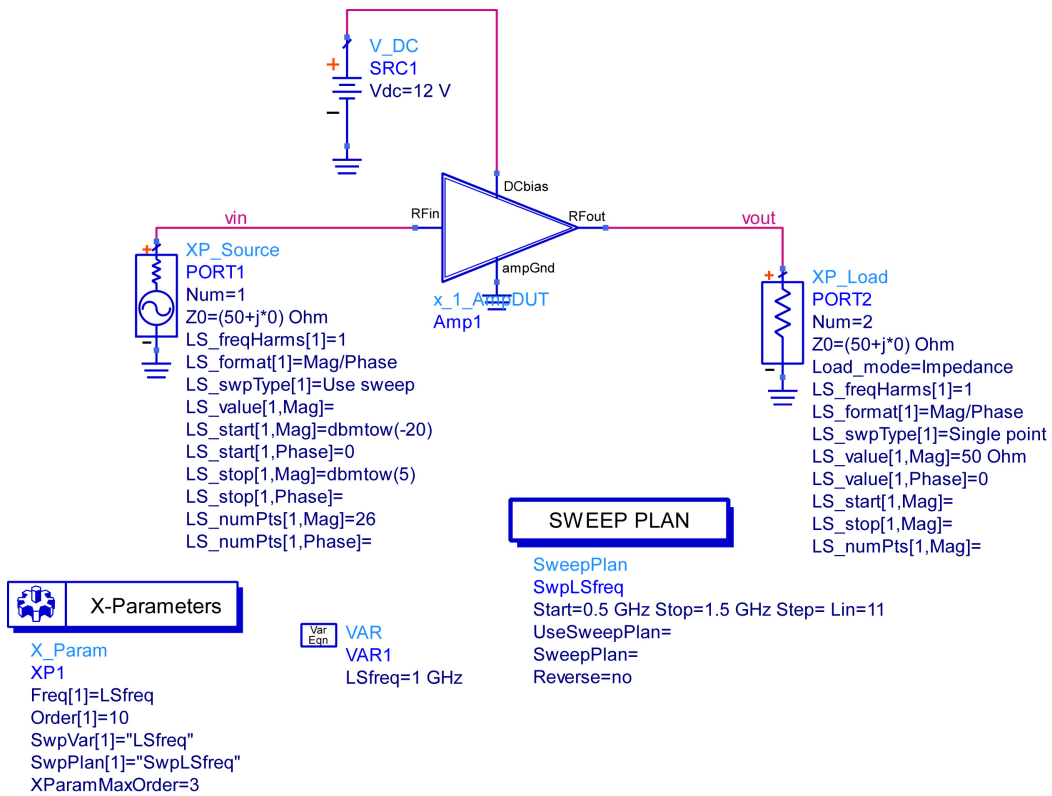 V_DC
SRC1
Vdc=12 V
+
−
DCbias
RFin
RFout
ampGnd
x_1_AmpDUT
Amp1
vin
vout
+
-
XP_Source
PORT1
Num=1
Z0=(50+j*0) Ohm
LS_freqHarms[1]=1
LS_format[1]=Mag/Phase
LS_swpType[1]=Use sweep
LS_value[1,Mag]=
LS_start[1,Mag]=dbmtow(-20)
LS_start[1,Phase]=0
LS_stop[1,Mag]=dbmtow(5)
LS_stop[1,Phase]=
LS_numPts[1,Mag]=26
LS_numPts[1,Phase]=
+
-
XP_Load
PORT2
Num=2
Z0=(50+j*0) Ohm
Load_mode=Impedance
LS_freqHarms[1]=1
LS_format[1]=Mag/Phase
LS_swpType[1]=Single point
LS_value[1,Mag]=50 Ohm
LS_value[1,Phase]=0
LS_start[1,Mag]=
LS_stop[1,Mag]=
LS_numPts[1,Mag]=
SWEEP PLAN
SweepPlan
SwpLSfreq
Start=0.5 GHz Stop=1.5 GHz Step= Lin=11
UseSweepPlan=
SweepPlan=
Reverse=no
X-Parameters
X_Param
XP1
Freq[1]=LSfreq
Order[1]=10
SwpVar[1]="LSfreq"
SwpPlan[1]="SwpLSfreq"
XParamMaxOrder=3
Var
Eqn
VAR
VAR1
LSfreq=1 GHz